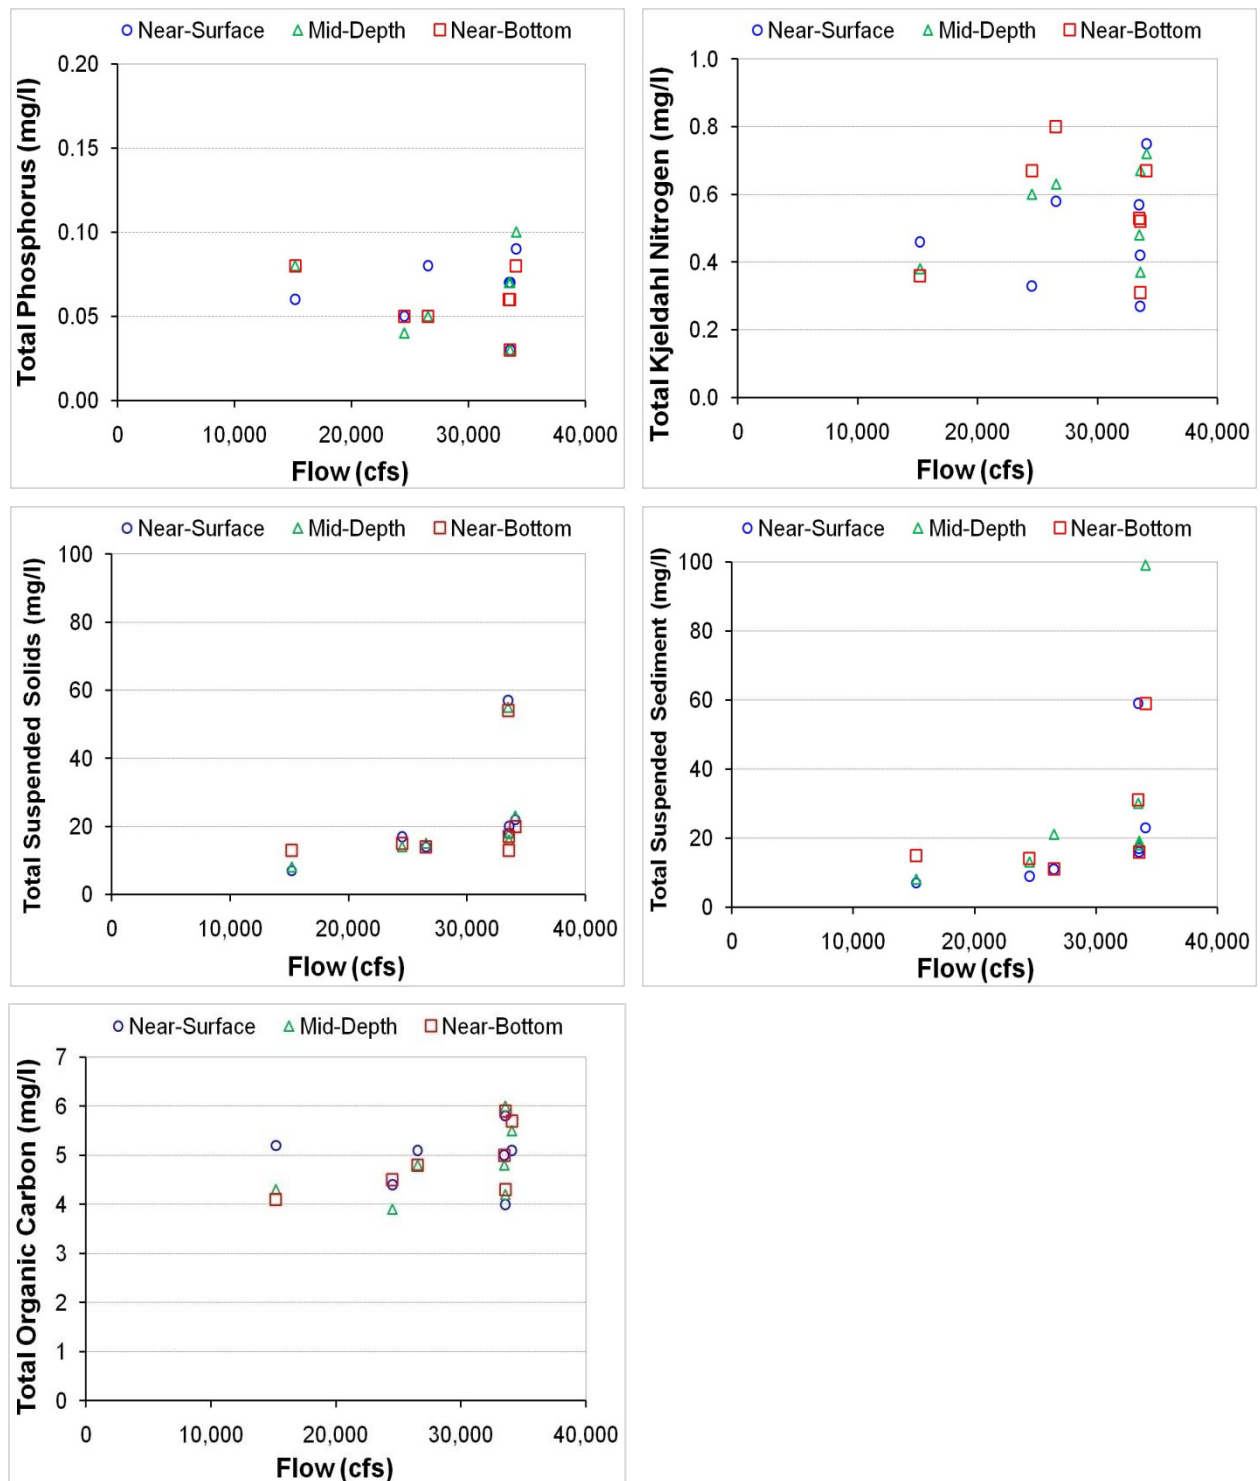 Near-Surface Mid-Depth Near-Bottom
Total Phosphorus (mg/l)
0.20
0.15
0.10
0.05
0.00
0 10,000 20,000 30,000 40,000
Flow (cfs)
Near-Surface Mid-Depth Near-Bottom
Total Kjeldahl Nitrogen (mg/l)
1.0
0.8
0.6
0.4
0.2
0.0
0 10,000 20,000 30,000 40,000
Flow (cfs)
Near-Surface Mid-Depth Near-Bottom
Total Suspended Solids (mg/l)
100
80
60
40
20
0
0 10,000 20,000 30,000 40,000
Flow (cfs)
Near-Surface Mid-Depth Near-Bottom
Total Suspended Sediment (mg/l)
100
80
60
40
20
0
0 10,000 20,000 30,000 40,000
Flow (cfs)
Near-Surface Mid-Depth Near-Bottom
Total Organic Carbon (mg/l)
7
6
5
4
3
2
1
0
0 10,000 20,000 30,000 40,000
Flow (cfs)